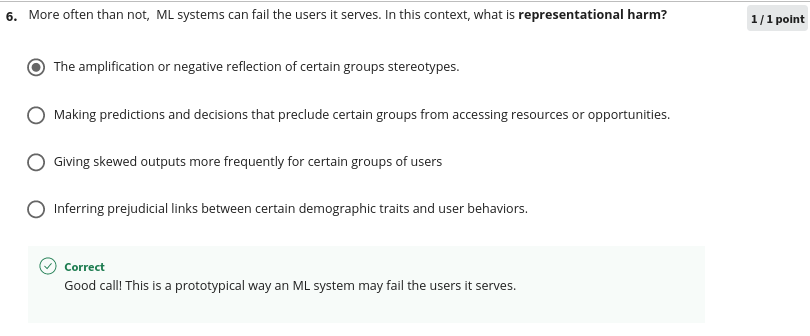 6. More often than not,  ML systems can fail the users it serves. In this context, what is representational harm?
1 / 1 point
The amplification or negative reflection of certain groups stereotypes.
Making predictions and decisions that preclude certain groups from accessing resources or opportunities.
Giving skewed outputs more frequently for certain groups of users
Inferring prejudicial links between certain demographic traits and user behaviors.
Correct
Good call! This is a prototypical way an ML system may fail the users it serves.